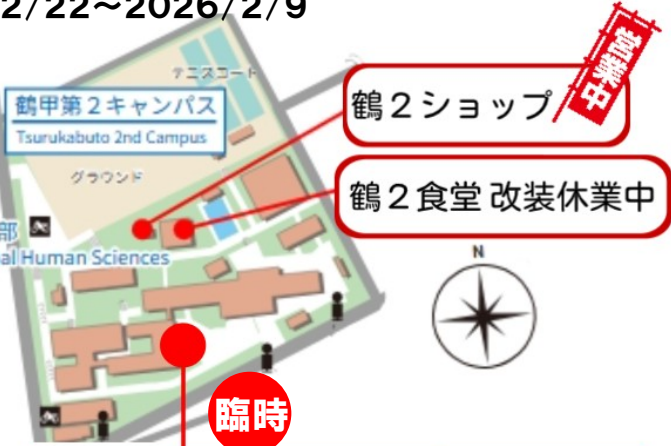 2/22～2026/2/9
テニスコート
営業中
鶴甲第２キャンパス
Tsurukabuto 2nd Campus
鶴２ショップ
グラウンド
鶴２食堂 改装休業中
部
al Human Sciences
N
臨時